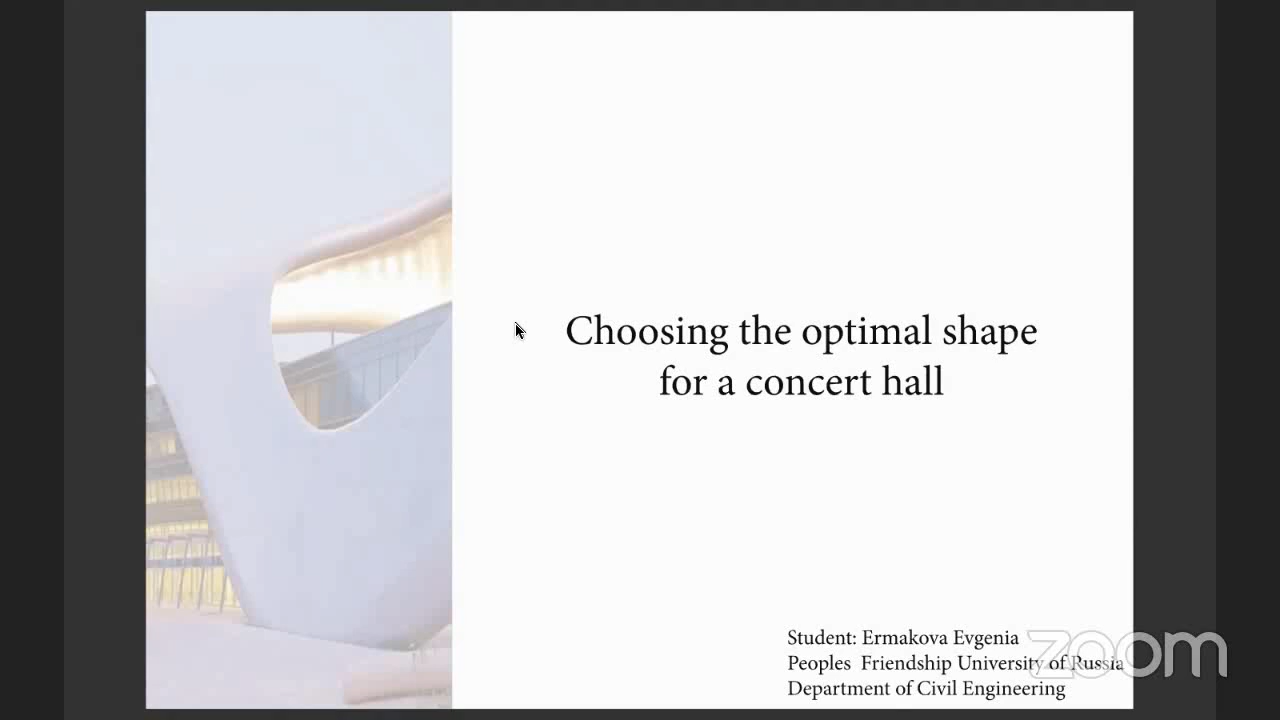 Choosing the optimal shape
for a concert hall
Student: Ermakova Evgenia
Peoples Friendship University of Russia
Department of Civil Engineering
zoom